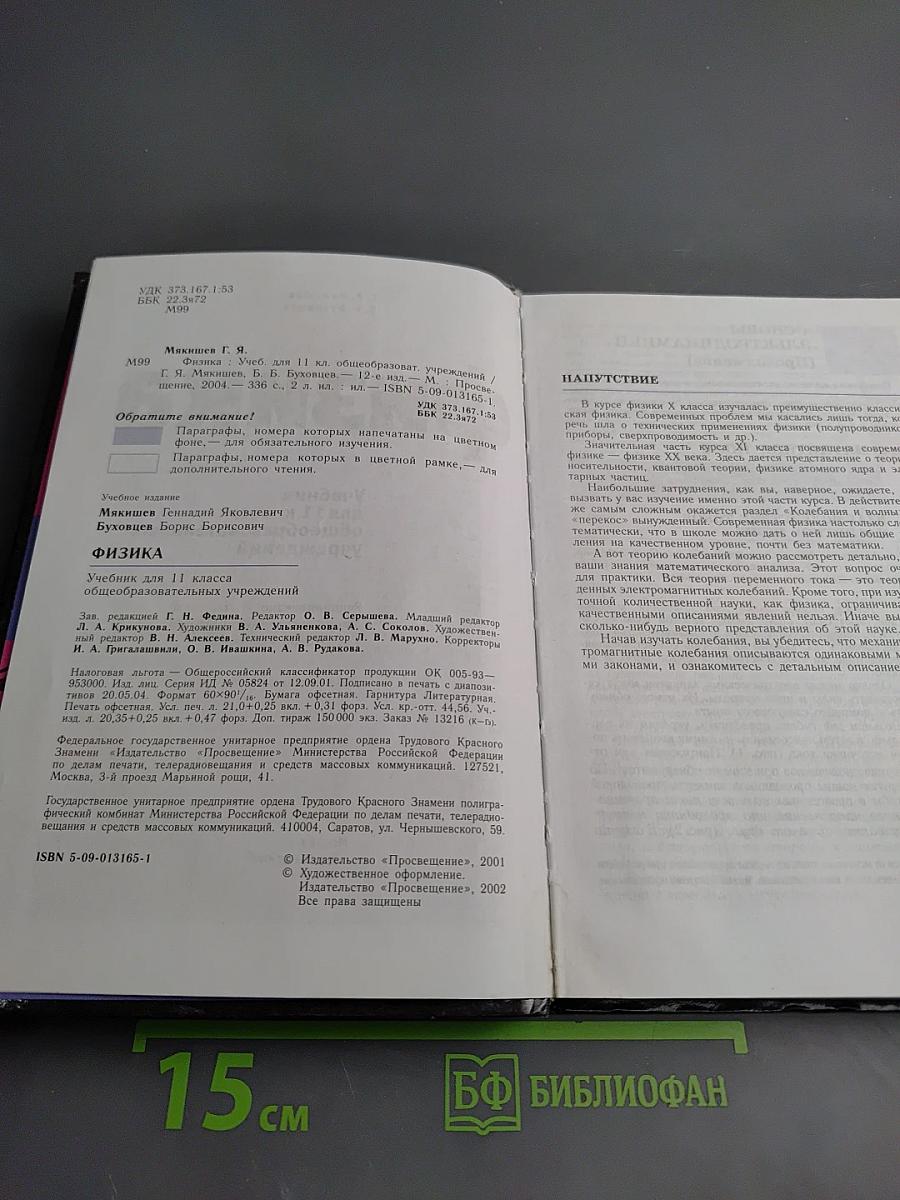 УДК 373.167.1:53
ББК 22.3я72
М99
Мякишев Г. Я.
М99 Физика : Учеб. для 11 кл. общеобразоват. учреждений /
Г. Я. Мякишев, Б. Б. Буховцев.— 12-е изд.— М. : Просве-
щение, 2004.— 336 с., 2 л. ил. : ил.— ISBN 5-09-013165-1.
УДК 373.167.1:53
ББК 22.3я72
Обратите внимание!
Параграфы, номера которых напечатаны на цветном
фоне,— для обязательного изучения.
Параграфы, номера которых в цветной рамке,— для
дополнительного чтения.
Учебное издание
Мякишев Геннадий Яковлевич
Буховцев Борис Борисович
ФИЗИКА
Учебник для 11 класса
общеобразовательных учреждений
Зав. редакцией Г. Н. Федина. Редактор О. В. Серышева. Младший редактор
Л. А. Крикунова. Художники В. А. Ульяненкова, А. С. Соколов. Художествен-
ный редактор В. Н. Алексеев. Технический редактор Л. В. Марухно. Корректоры
И. А. Григалашвили, О. В. Ивашкина, А. В. Рудакова.
Налоговая льгота — Общероссийский классификатор продукции ОК 005-93—
953000. Изд. лиц. Серия ИД № 05824 от 12.09.01. Подписано в печать с диапози-
тивов 20.05.04. Формат 60×90¹/₁₆. Бумага офсетная. Гарнитура Литературная.
Печать офсетная. Усл. печ. л. 21,0+0,25 вкл. +0,31 форз. Усл. кр.-отт. 44,56. Уч.-
изд. л. 20,35+0,25 вкл. +0,47 форз. Доп. тираж 150 000 экз. Заказ № 13216 (к-гз).
Федеральное государственное унитарное предприятие ордена Трудового Красного
Знамени «Издательство «Просвещение» Министерства Российской Федерации
по делам печати, телерадиовещания и средств массовых коммуникаций. 127521,
Москва, 3-й проезд Марьиной рощи, 41.
Государственное унитарное предприятие ордена Трудового Красного Знамени полигра-
фический комбинат Министерства Российской Федерации по делам печати, телерадио-
вещания и средств массовых коммуникаций. 410004, Саратов, ул. Чернышевского, 59.
ISBN 5-09-013165-1
© Издательство «Просвещение», 2001
© Художественное оформление.
Издательство «Просвещение», 2002
Все права защищены
НАПУТСТВИЕ
В курсе физики X класса изучалась преимущественно класси
ская физика. Современных проблем мы касались лишь тогда, ко
речь шла о технических применениях физики (полупроводнико
приборы, сверхпроводимость и др.).
Значительная часть курса XI класса посвящена совреме
физике — физике XX века. Здесь дается представление о теори
носительности, квантовой теории, физике атомного ядра и эл
тарных частиц.
Наибольшие затруднения, как вы, наверное, ожидаете,
вызвать у вас изучение именно этой части курса. В действите
же самым сложным окажется раздел «Колебания и волны
«перекос» вынужденный. Современная физика настолько сло
тематически, что в школе можно дать о ней лишь общие
ления на качественном уровне, почти без математики.
А вот теорию колебаний можно рассмотреть детально,
ваши знания математического анализа. Этот вопрос оч
для практики. Вся теория переменного тока — это теор
денных электромагнитных колебаний. Кроме того, при изу
точной количественной науки, как физика, ограничива
качественными описаниями явлений нельзя. Иначе вы
сколько-нибудь верного представления об этой науке.
Начав изучать колебания, вы убедитесь, что механи
тромагнитные колебания описываются одинаковыми м
ми законами, и ознакомитесь с детальным описание
15 см
БФ БИБЛИОФАН